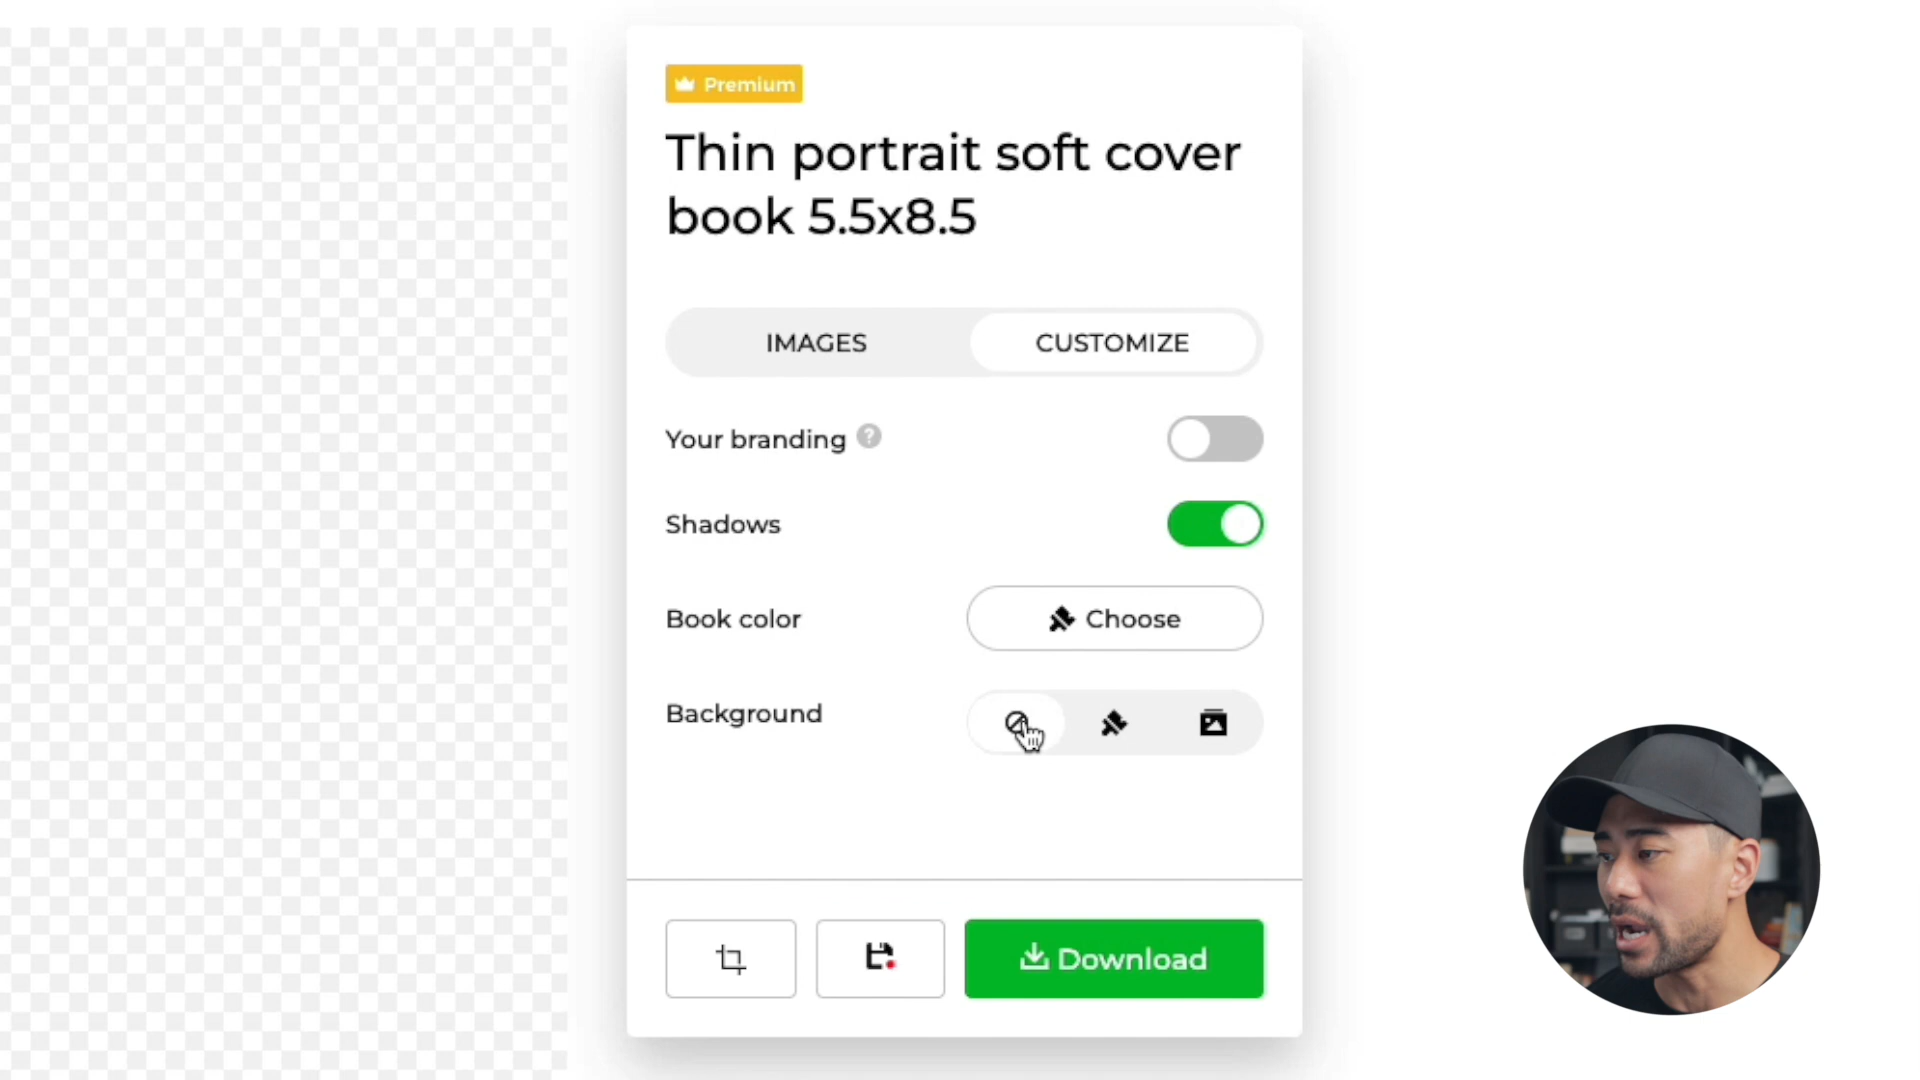 Premium
Thin portrait soft cover
book 5.5x8.5
IMAGES
CUSTOMIZE
Your branding ?
Shadows
Book color
Choose
Background
Download